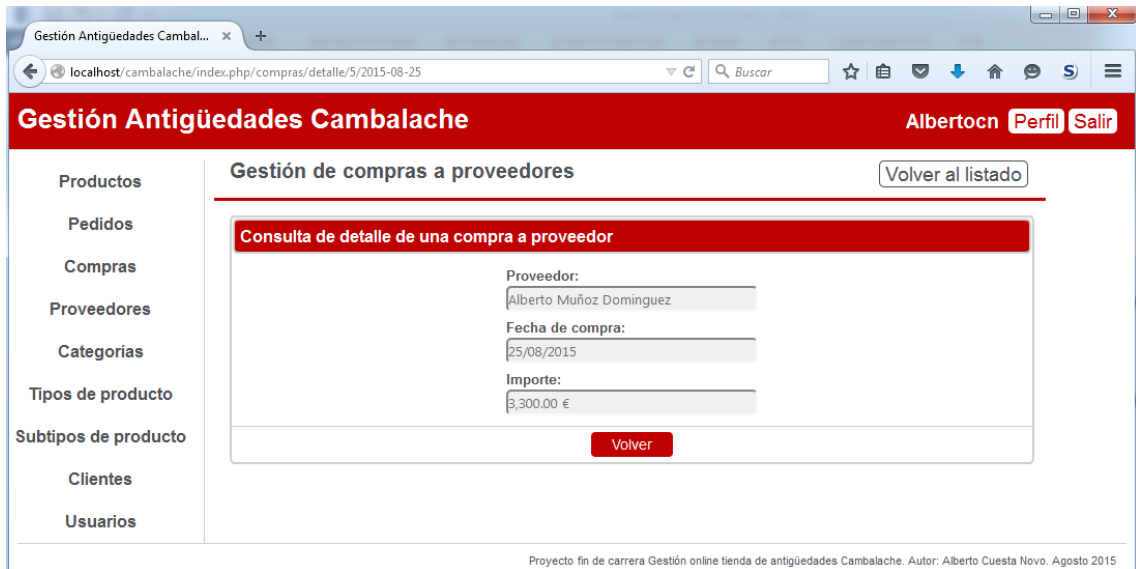 Gestión Antigüedades Cambal...
localhost/cambalache/index.php/compras/detalle/5/2015-08-25
Buscar
Gestión Antigüedades Cambalache
Albertocn Perfil Salir
Productos
Pedidos
Compras
Proveedores
Categorías
Tipos de producto
Subtipos de producto
Clientes
Usuarios
Gestión de compras a proveedores
Volver al listado
Consulta de detalle de una compra a proveedor
Proveedor:
Alberto Muñoz Dominguez
Fecha de compra:
25/08/2015
Importe:
3,300.00 €
Volver
Proyecto fin de carrera Gestión online tienda de antigüedades Cambalache. Autor: Alberto Cuesta Novo. Agosto 2015